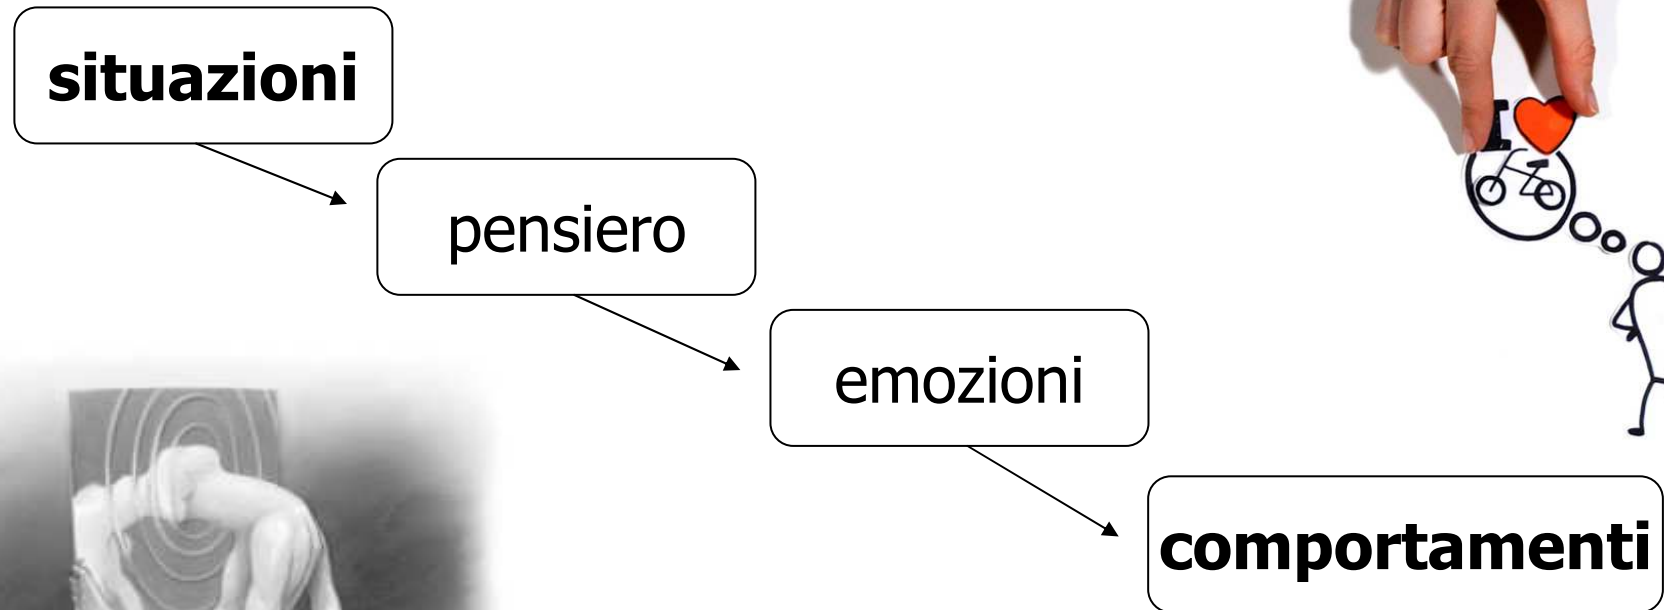 situazioni
pensiero
emozioni
comportamenti
I